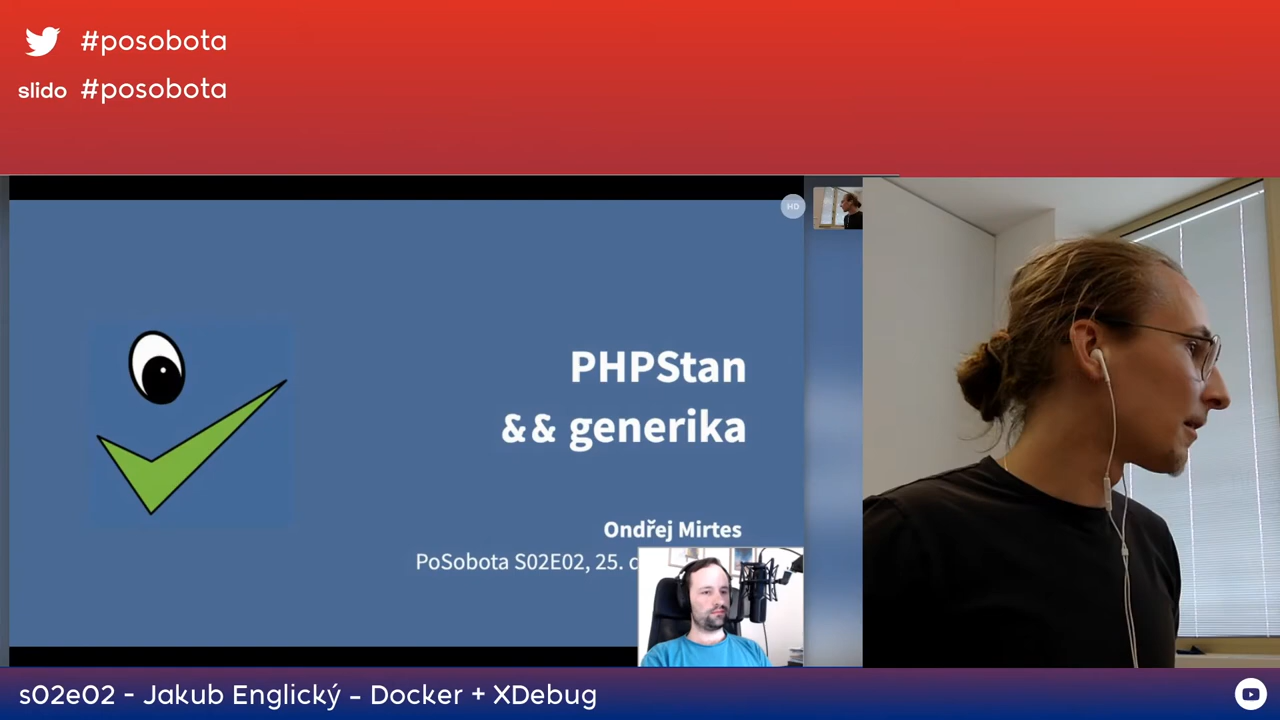 #posobota
slido #posobota
HD
PHPStan
&& generika
Ondřej Mirtes
PoSobota S02E02, 25.
s02e02 - Jakub Englický - Docker + XDebug